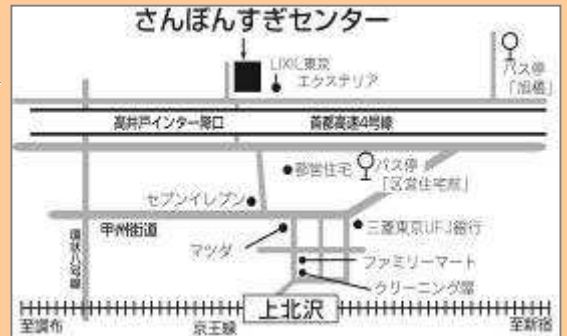 さんぼんすぎセンター
LIXIL東京
エクステリア
バス停
「旭橋」
高井戸インター降口
首都高速4号線
都営住宅
バス停
「区営住宅前」
セブンイレブン
甲州街道
三菱東京UFJ銀行
マツダ
環状八号線
ファミリーマート
クリーニング屋
上北沢
至調布
京王線
至新宿